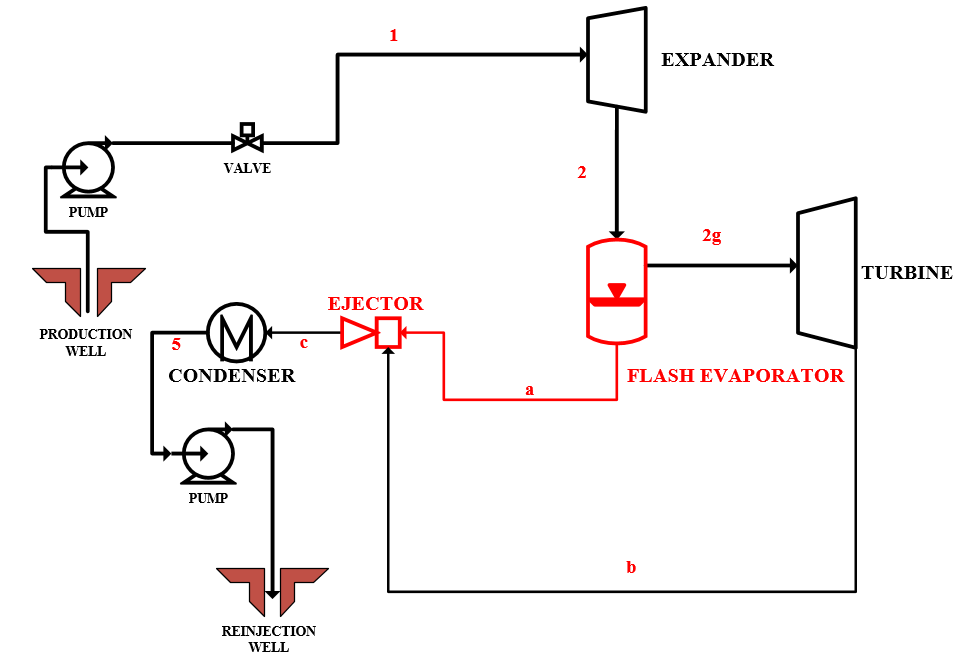 1
EXPANDER
VALVE
2
PUMP
2g
TURBINE
EJECTOR
PRODUCTION
WELL
5
c
CONDENSER
FLASH EVAPORATOR
a
PUMP
b
REINJECTION
WELL